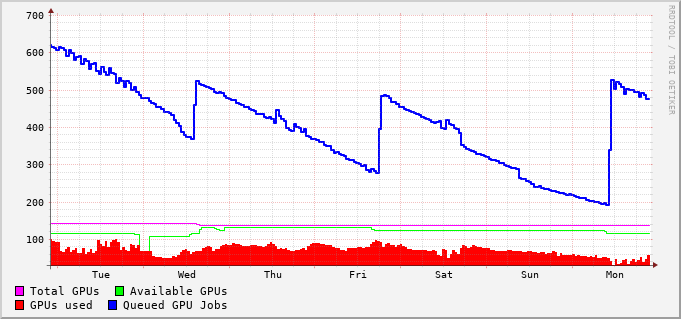 700
600
500
400
300
200
100
Tue Wed Thu Fri Sat Sun Mon
Total GPUs Available GPUs
GPUs used Queued GPU Jobs
RRDTOOL / TOBI OETIKER